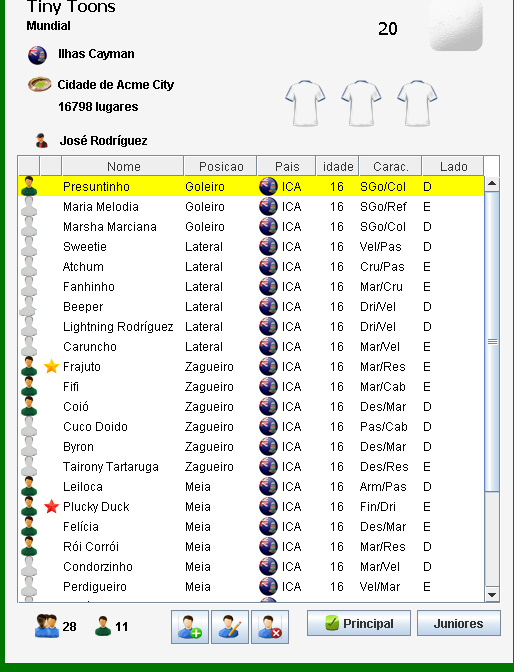 Tiny Toons
Mundial
20
Ilhas Cayman
Cidade de Acme City
16798 lugares
José Rodríguez
Nome Posicao Pais idade Carac. Lado
Presuntinho Goleiro ICA 16 SGo/Col D
Maria Melodia Goleiro ICA 16 SGo/Ref E
Marsha Marciana Goleiro ICA 16 SGo/Col D
Sweetie Lateral ICA 16 Vel/Pas D
Atchum Lateral ICA 16 Cru/Pas E
Fanhinho Lateral ICA 16 Mar/Cru E
Beeper Lateral ICA 16 Dri/Vel D
Lightning Rodríguez Lateral ICA 16 Dri/Vel D
Caruncho Lateral ICA 16 Mar/Vel E
Frajuto Zagueiro ICA 16 Mar/Res E
Fifi Zagueiro ICA 16 Mar/Cab E
Coió Zagueiro ICA 16 Des/Mar D
Cuco Doido Zagueiro ICA 16 Pas/Cab D
Byron Zagueiro ICA 16 Des/Mar D
Tairony Tartaruga Zagueiro ICA 16 Des/Res E
Leiloca Meia ICA 16 Arm/Pas D
Plucky Duck Meia ICA 16 Fin/Dri E
Felícia Meia ICA 16 Des/Mar E
Rói Corrói Meia ICA 16 Mar/Res D
Condorzinho Meia ICA 16 Mar/Vel D
Perdigueiro Meia ICA 16 Vel/Mar E
28 11 Principal Juniores